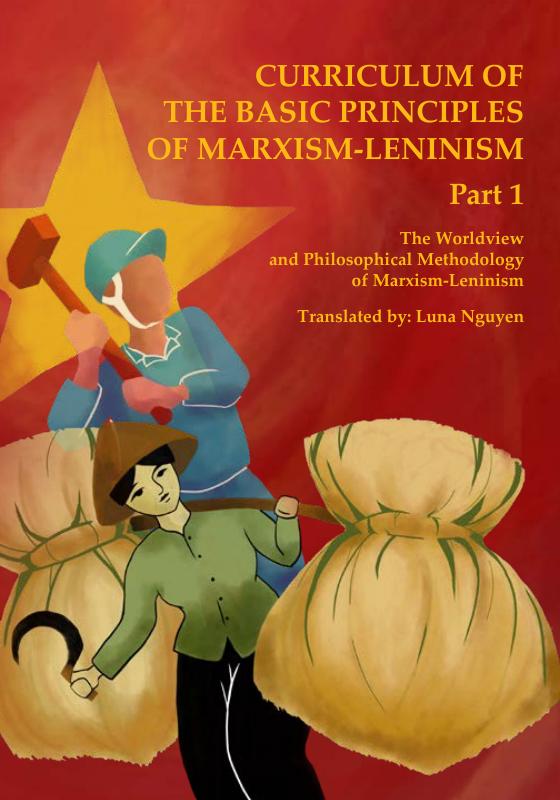 CURRICULUM OF
THE BASIC PRINCIPLES
OF MARXISM-LENINISM
Part 1
The Worldview
and Philosophical Methodology
of Marxism-Leninism
Translated by: Luna Nguyen